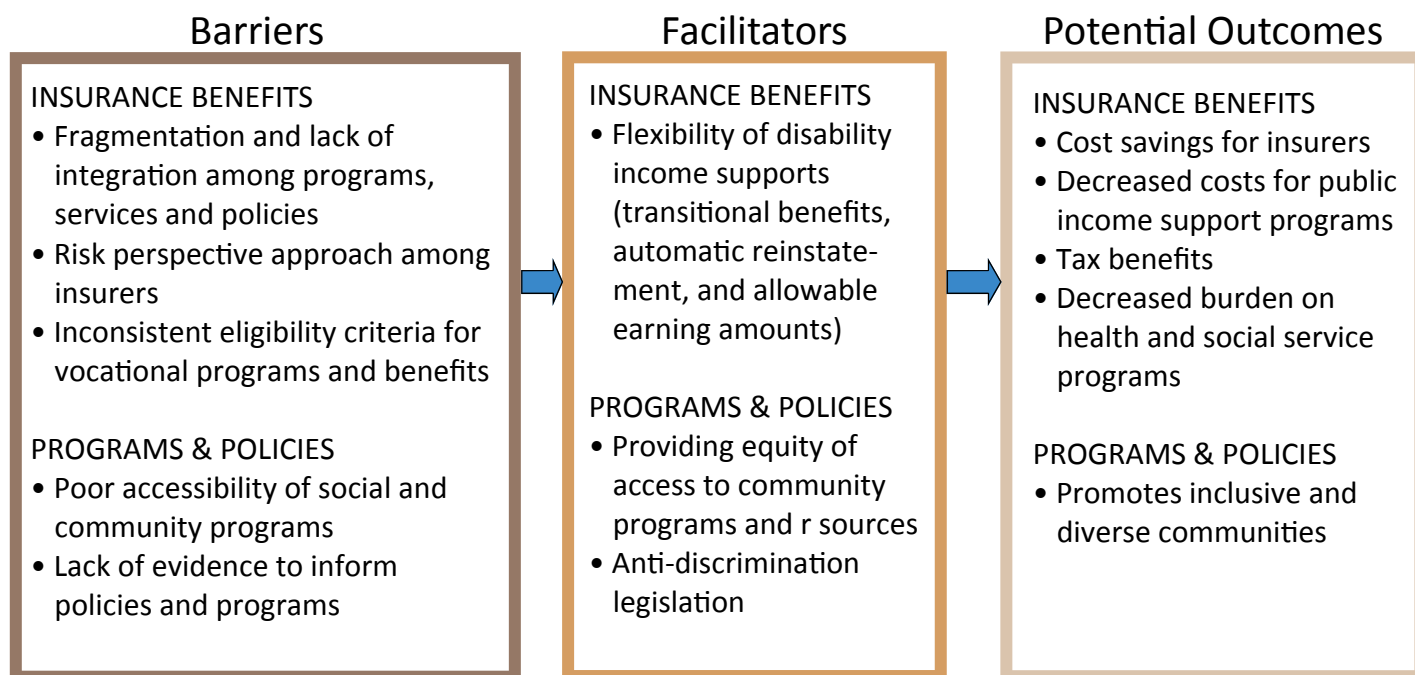 Barriers
INSURANCE BENEFITS
• Fragmentation and lack of
integration among programs,
services and policies
• Risk perspective approach among
insurers
• Inconsistent eligibility criteria for
vocational programs and benefits
PROGRAMS & POLICIES
• Poor accessibility of social and
community programs
• Lack of evidence to inform
policies and programs
Facilitators
INSURANCE BENEFITS
• Flexibility of disability
income supports
(transitional benefits,
automatic reinstate-
ment, and allowable
earning amounts)
PROGRAMS & POLICIES
• Providing equity of
access to community
programs and r sources
• Anti-discrimination
legislation
Potential Outcomes
INSURANCE BENEFITS
• Cost savings for insurers
• Decreased costs for public
income support programs
• Tax benefits
• Decreased burden on
health and social service
programs
PROGRAMS & POLICIES
• Promotes inclusive and
diverse communities